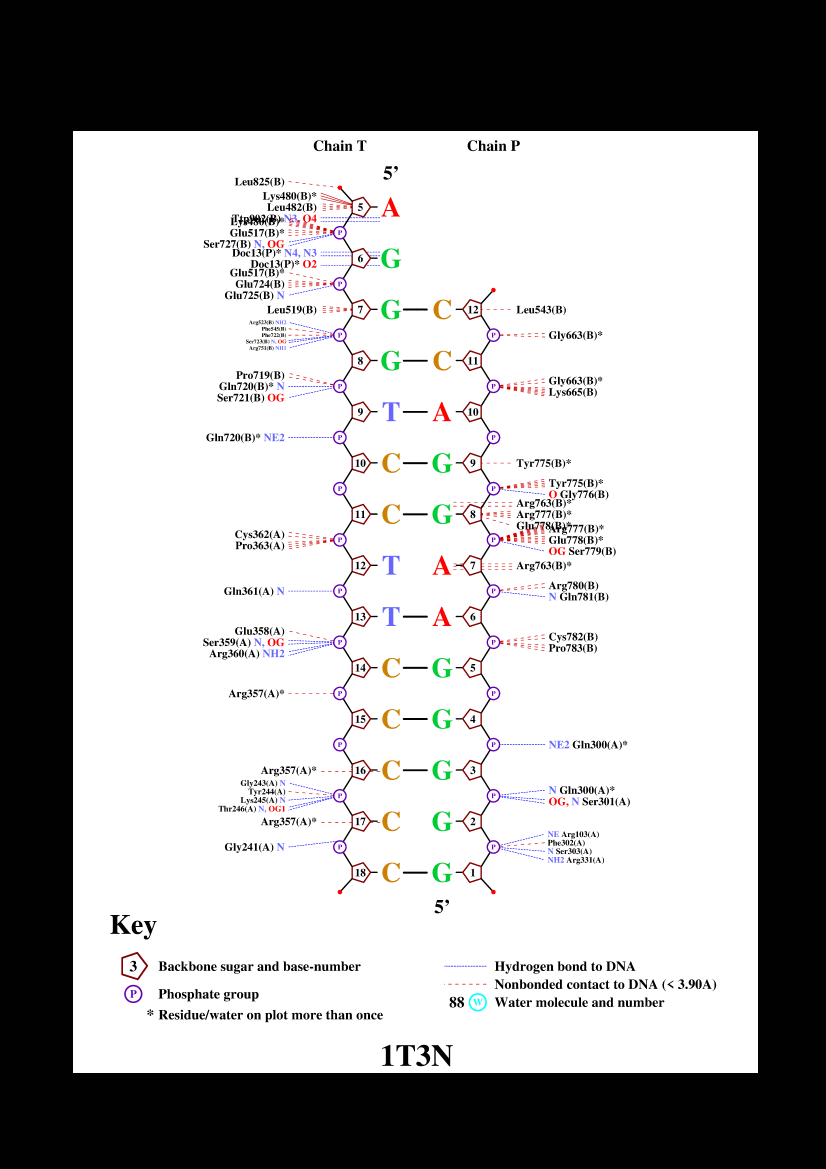 Chain T Chain P
5'
Leu825(B)
Lys480(B)*
5 A
Leu482(B)
N3 O4
P
Glu517(B)*
Ser727(B) N, OG
Doc13(P)* N4, N3
6 G
Doc13(P)* O2
Glu517(B)*
P
Glu724(B)
Glu725(B) N
Leu519(B) 7 G C 12 Leu543(B)
Arg523(B) NH2
Phe545(B)
Phe722(B) P P Gly663(B)*
Ser723(B) N, OG
Arg751(B) NH1
8 G C 11
Pro719(B) Gly663(B)*
Gln720(B)* N P P
Ser721(B) OG Lys665(B)
9 T A 10
Gln720(B)* NE2 P P
10 C G 9 Tyr775(B)*
P P Tyr775(B)*
O Gly776(B)
Arg763(B)*
11 C G 8 Arg777(B)*
Glu778(B)*
Arg777(B)*
Cys362(A) P P Glu778(B)*
Pro363(A) OG Ser779(B)
12 T A 7 Arg763(B)*
Arg780(B)
Gln361(A) N P P N Gln781(B)
13 T A 6
Glu358(A) Cys782(B)
Ser359(A) N, OG P P Pro783(B)
Arg360(A) NH2
14 C G 5
Arg357(A)* P P
15 C G 4
P P NE2 Gln300(A)*
Arg357(A)* 16 C G 3
Gly243(A) N
Tyr244(A) N Gln300(A)*
Lys245(A) N P P OG, N Ser301(A)
Thr246(A) N, OG1
Arg357(A)* 17 C G 2
NE Arg103(A)
Phe302(A)
Gly241(A) N P P N Ser303(A)
NH2 Arg331(A)
18 C G 1
5'
Key
3 Backbone sugar and base-number Hydrogen bond to DNA
Nonbonded contact to DNA (< 3.90A)
P Phosphate group
88 W Water molecule and number
* Residue/water on plot more than once
1T3N